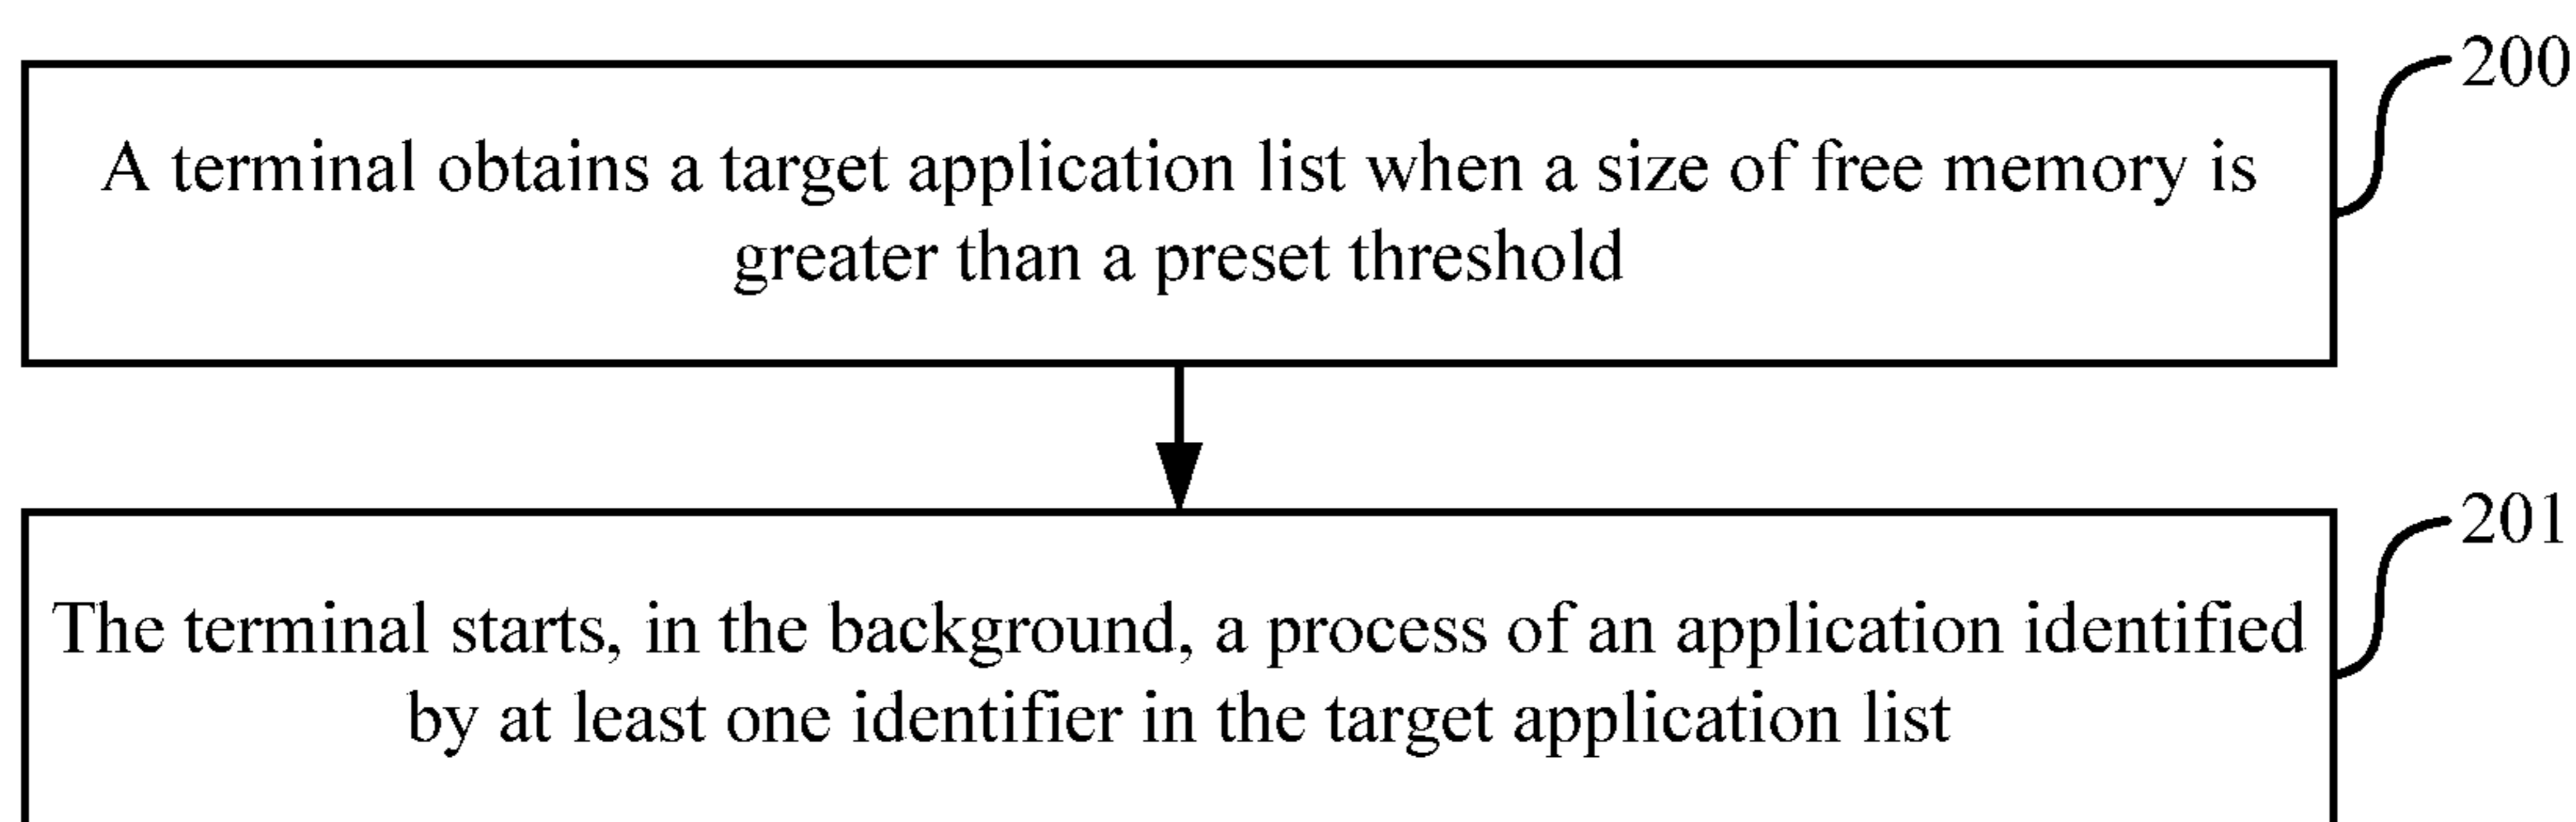 200
A terminal obtains a target application list when a size of free memory is
greater than a preset threshold
201
The terminal starts, in the background, a process of an application identified
by at least one identifier in the target application list